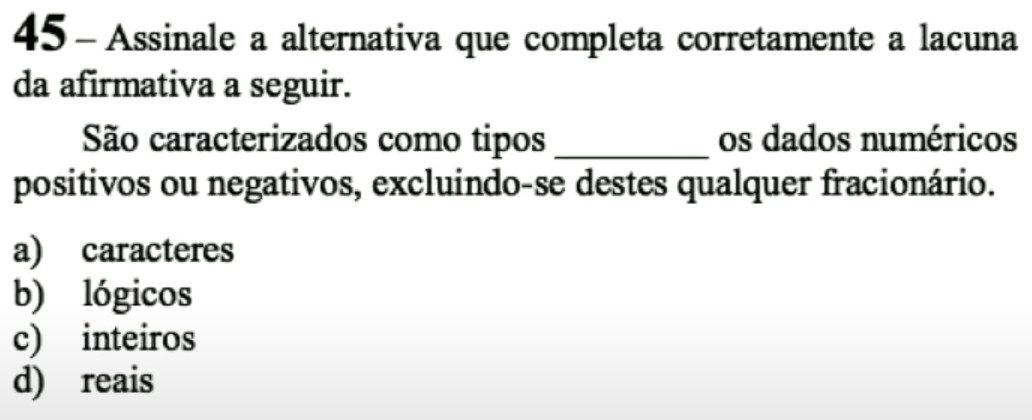 45 – Assinale a alternativa que completa corretamente a lacuna
da afirmativa a seguir.
São caracterizados como tipos __________ os dados numéricos
positivos ou negativos, excluindo-se destes qualquer fracionário.
a) caracteres
b) lógicos
c) inteiros
d) reais